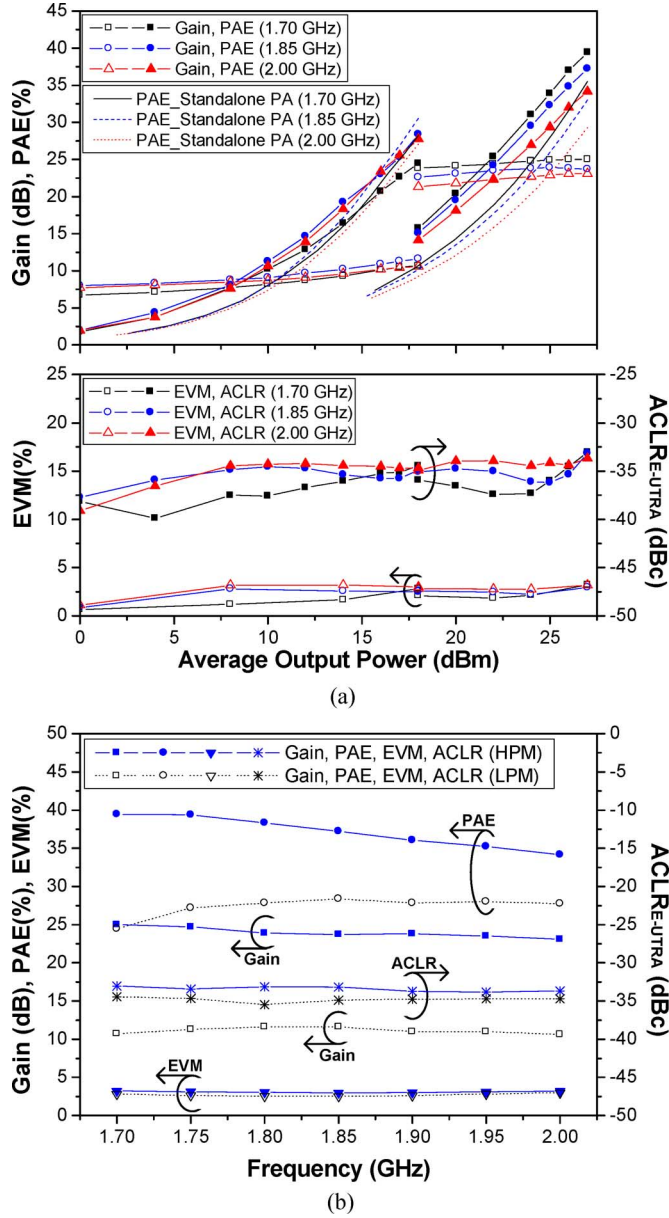 45
40
35
30
25
20
15
10
5
0
Gain (dB), PAE(%)
Gain, PAE (1.70 GHz)
Gain, PAE (1.85 GHz)
Gain, PAE (2.00 GHz)
PAE_Standalone PA (1.70 GHz)
PAE_Standalone PA (1.85 GHz)
PAE_Standalone PA (2.00 GHz)
25
20
15
10
5
0
EVM(%)
EVM, ACLR (1.70 GHz)
EVM, ACLR (1.85 GHz)
EVM, ACLR (2.00 GHz)
-25
-30
-35
-40
-45
-50
ACLRE-UTRA (dBc)
0 5 10 15 20 25
Average Output Power (dBm)
(a)
50
45
40
35
30
25
20
15
10
5
0
Gain (dB), PAE(%), EVM(%)
Gain, PAE, EVM, ACLR (HPM)
Gain, PAE, EVM, ACLR (LPM)
PAE
Gain
ACLR
Gain
EVM
0
-5
-10
-15
-20
-25
-30
-35
-40
-45
-50
ACLRE-UTRA (dBc)
1.70 1.75 1.80 1.85 1.90 1.95 2.00
Frequency (GHz)
(b)